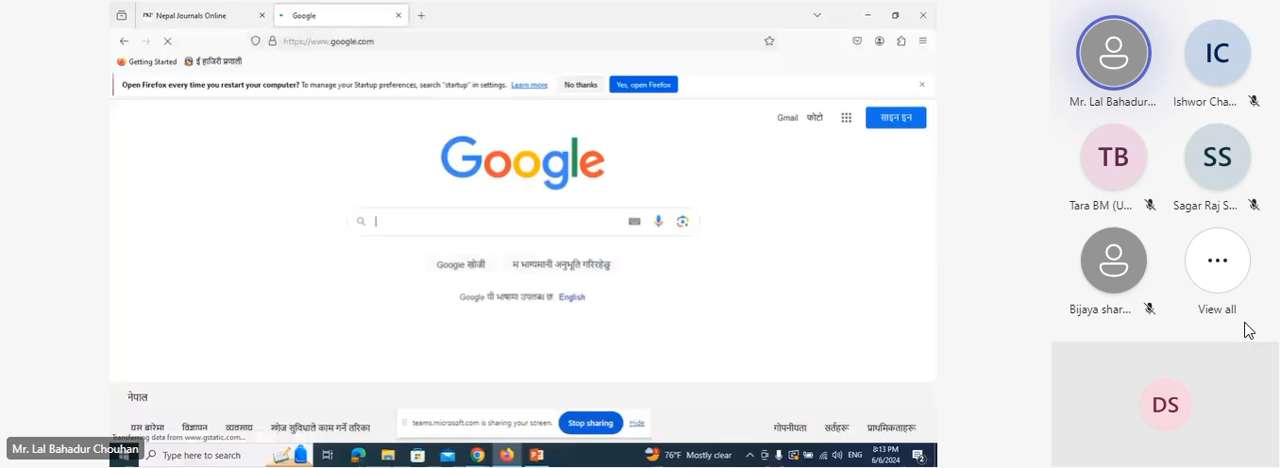 Nepal Journals Online
Google
https://www.google.com
Getting Started
ई हाजिरी प्रणाली
Open Firefox every time you restart your computer? To manage your Startup preferences, search "startup" in settings. Learn more
No thanks
Yes, open Firefox
Gmail फोटो
साइन इन
Google
Google खोजी
म भाग्यमानी अनुभूति गरिरहेछु
Google यी भाषामा उपलब्ध छ: English
नेपाल
यस बारेमा विज्ञापन व्यवसाय खोज सुविधाले काम गर्ने तरिका
गोपनीयता सर्तहरू प्राथमिकताहरू
Transferring data from www.gstatic.com...
teams.microsoft.com is sharing your screen.
Stop sharing
Hide
Mr. Lal Bahadur Chouhan
Type here to search
76°F Mostly clear
ENG
8:13 PM
6/6/2024
2
Mr. Lal Bahadur...
IC
Ishwor Cha...
TB
Tara BM (U...
SS
Sagar Raj S...
Bijaya shar...
View all
DS